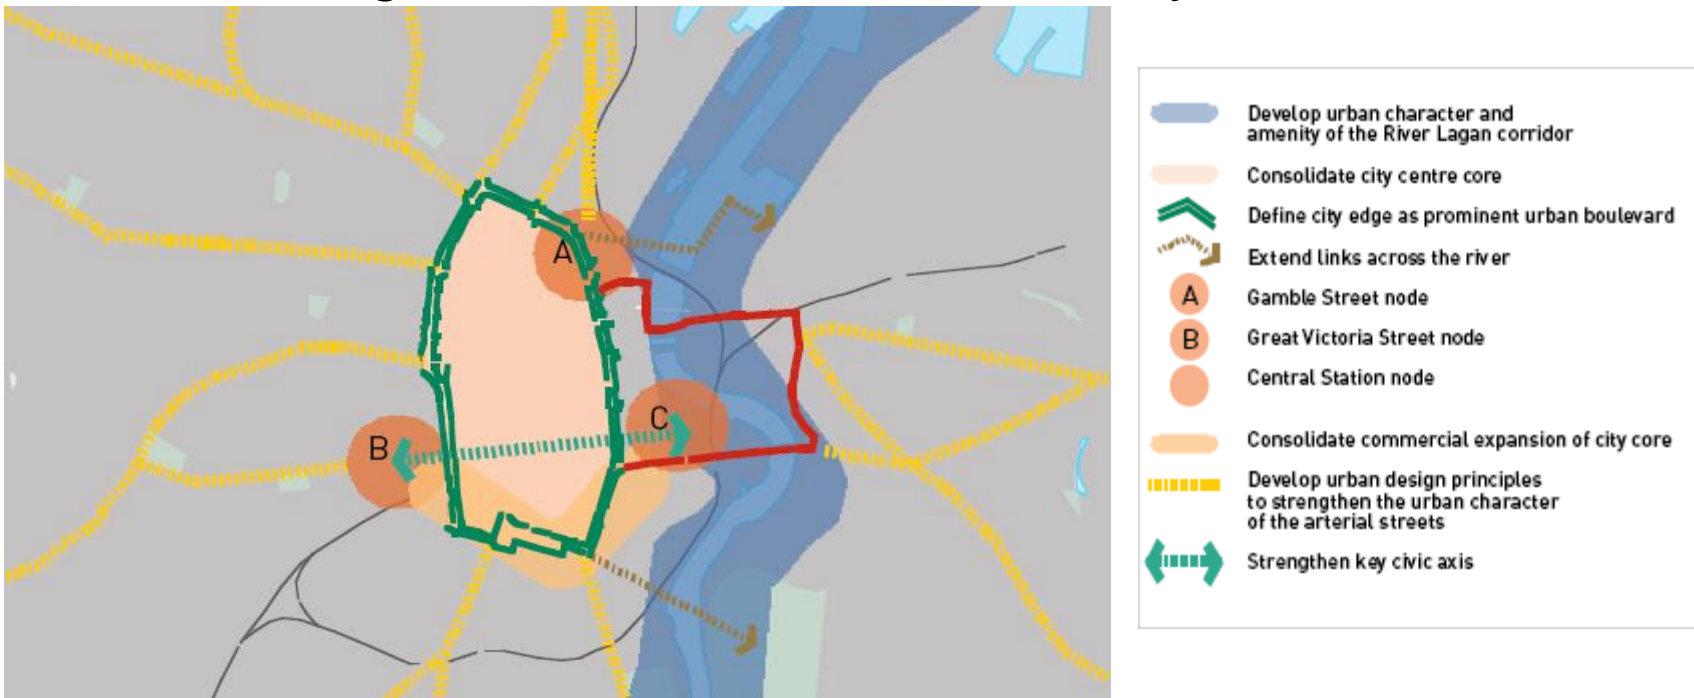 A
B
C
Develop urban character and
amenity of the River Lagan corridor
Consolidate city centre core
Define city edge as prominent urban boulevard
Extend links across the river
A
Gamble Street node
B
Great Victoria Street node
Central Station node
Consolidate commercial expansion of city core
Develop urban design principles
to strengthen the urban character
of the arterial streets
Strengthen key civic axis